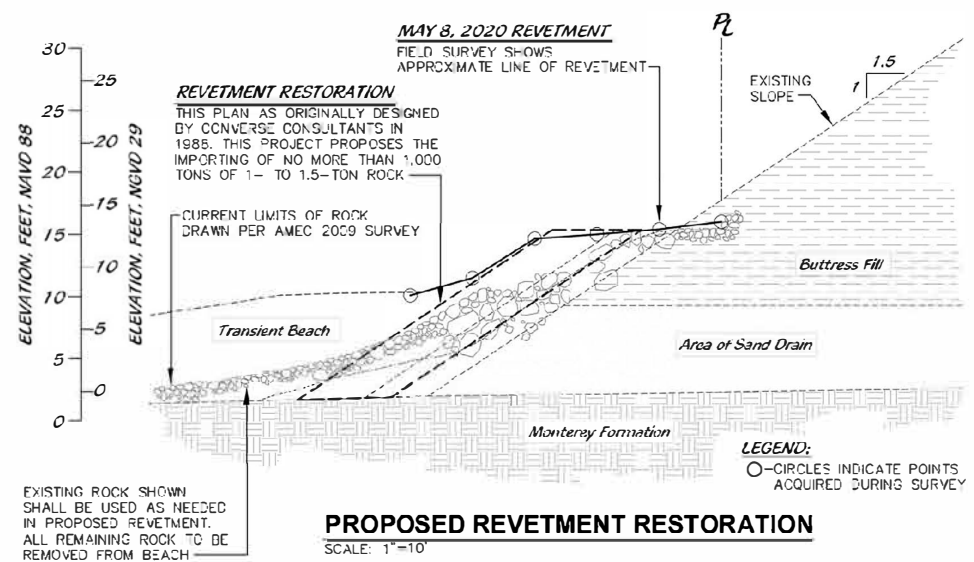 MAY 8, 2020 REVETMENT
FIELD SURVEY SHOWS
APPROXIMATE LINE OF REVETMENT
PL
1.5
1
EXISTING
SLOPE
REVETMENT RESTORATION
THIS PLAN AS ORIGINALLY DESIGNED
BY CONVERSE CONSULTANTS IN
1985. THIS PROJECT PROPOSES THE
IMPORTING OF NO MORE THAN 1,000
TONS OF 1- TO 1.5-TON ROCK
CURRENT LIMITS OF ROCK
DRAWN PER AMEC 2009 SURVEY
ELEVATION, FEET, NAVD 88
30
25
20
15
10
5
0
ELEVATION, FEET, NGVD 29
25
20
15
10
5
0
Buttress Fill
Transient Beach
Area of Sand Drain
Monterey Formation
LEGEND:
CIRCLES INDICATE POINTS
ACQUIRED DURING SURVEY
EXISTING ROCK SHOWN
SHALL BE USED AS NEEDED
IN PROPOSED REVETMENT.
ALL REMAINING ROCK TO BE
REMOVED FROM BEACH
PROPOSED REVETMENT RESTORATION
SCALE: 1"=10'